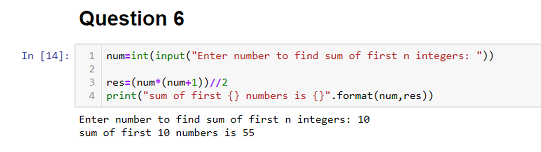 Question 6
In [14]:
1 num=int(input("Enter number to find sum of first n integers: "))
2
3 res=(num*(num+1))//2
4 print("sum of first {} numbers is {}".format(num,res))
Enter number to find sum of first n integers: 10
sum of first 10 numbers is 55